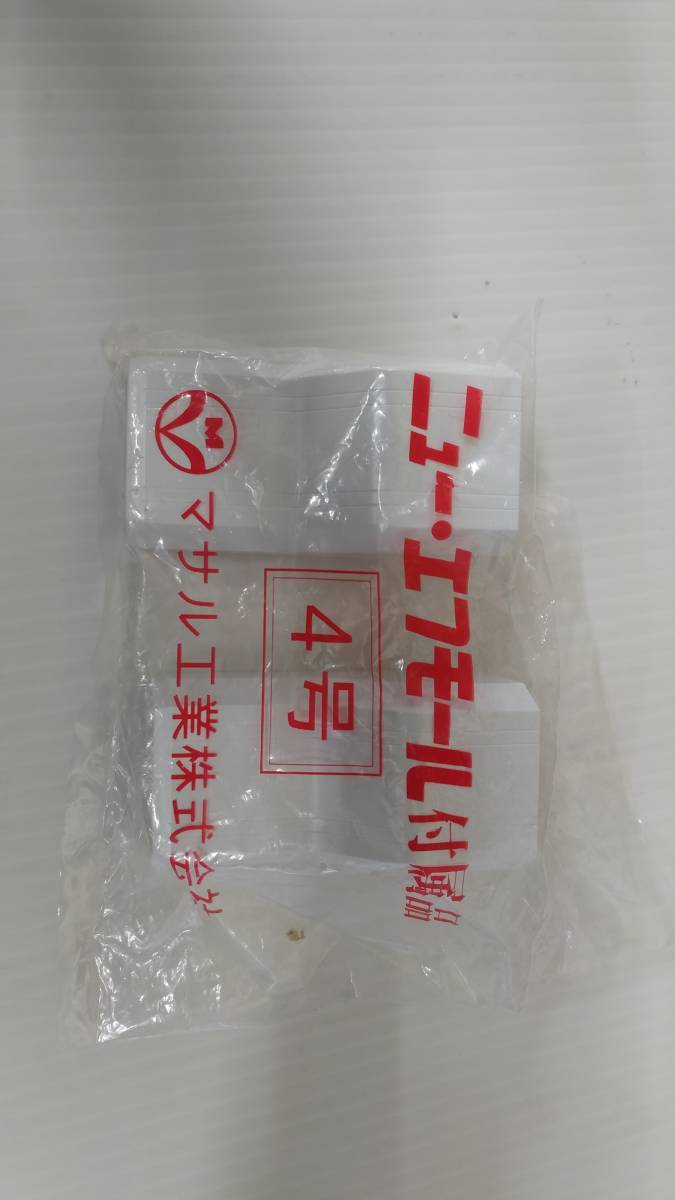 ニュー・エフモール付属品
4号
M マサル工業株式会社